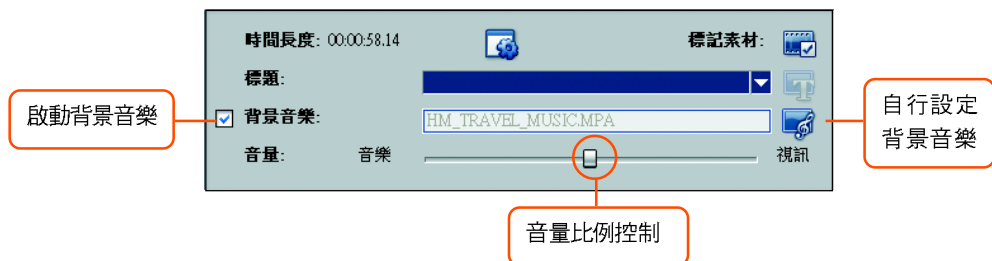 時間長度: 00:00:58.14 標記素材:
標題:
啟動背景音樂
背景音樂: HM_TRAVEL_MUSIC.MPA
自行設定
背景音樂
音量: 音樂 視訊
音量比例控制